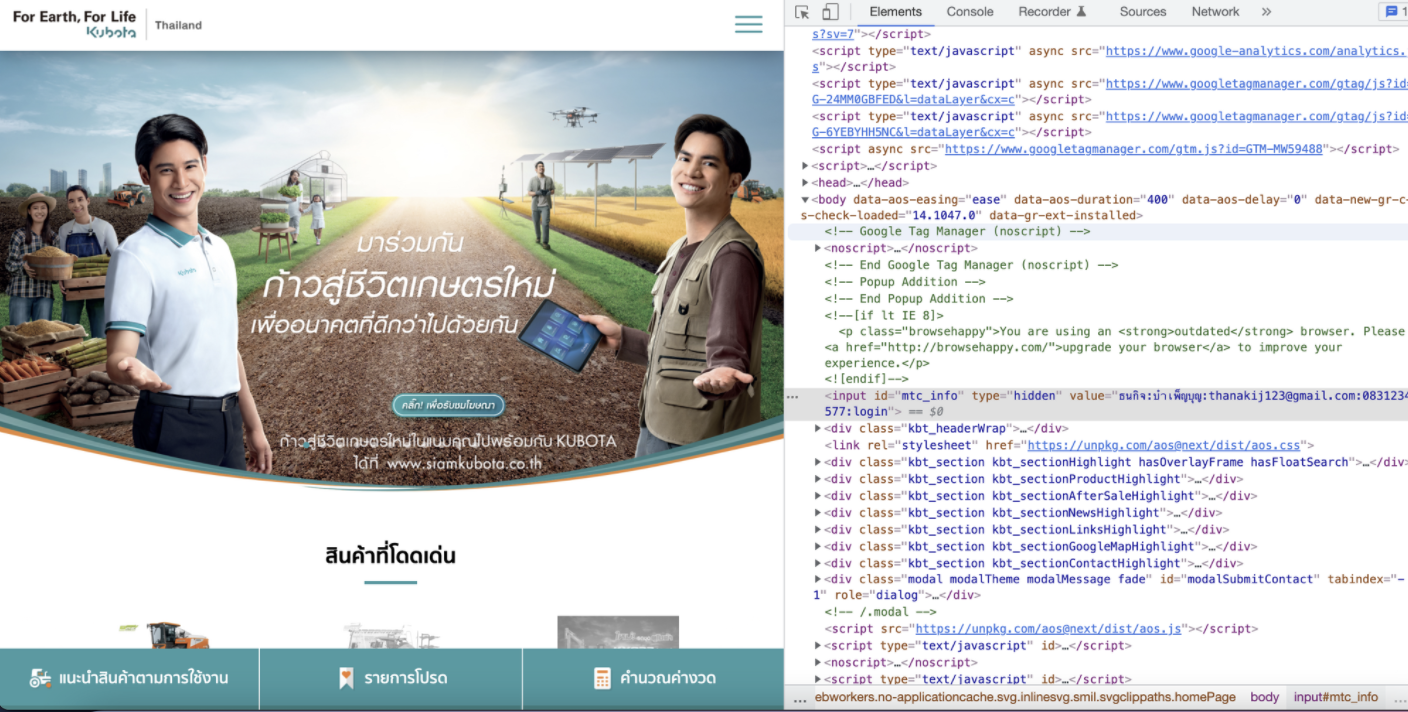 For Earth, For Life
Kubota
Thailand
Kubota
มาร่วมกัน
ก้าวสู่ชีวิตเกษตรใหม่
เพื่ออนาคตที่ดีกว่าไปด้วยกัน
คลิ๊ก! เพื่อรับชมโฆษณา
ก้าวสู่ชีวิตเกษตรใหม่ในแบบคุณไปพร้อมกัน KUBOTA
ได้ที่ www.siamkubota.co.th
สินค้าที่โดดเด่น
แนะนำสินค้าตามการใช้งาน
รายการโปรด
คำนวณค่างวด
Elements Console Recorder Sources Network » 1
s?sv=7"></script>
<script type="text/javascript" async src="https://www.google-analytics.com/analytics.
s"></script>
<script type="text/javascript" async src="https://www.googletagmanager.com/gtag/js?id=
G-24MM0GBFED&l=dataLayer&cx=c"></script>
<script type="text/javascript" async src="https://www.googletagmanager.com/gtag/js?id=
G-6YEBYHH5NC&l=dataLayer&cx=c"></script>
<script async src="https://www.googletagmanager.com/gtm.js?id=GTM-MW59488"></script>
<script>…</script>
<head>…</head>
<body data-aos-easing="ease" data-aos-duration="400" data-aos-delay="0" data-new-gr-c-
s-check-loaded="14.1047.0" data-gr-ext-installed>
<!-- Google Tag Manager (noscript) -->
<noscript>…</noscript>
<!-- End Google Tag Manager (noscript) -->
<!-- Popup Addition -->
<!-- End Popup Addition -->
<!--[if lt IE 8]>
<p class="browsehappy">You are using an <strong>outdated</strong> browser. Please
<a href="http://browsehappy.com/">upgrade your browser</a> to improve your
experience.</p>
<![endif]-->
<input id="mtc_info" type="hidden" value="ธนกิจ:บำเพ็ญบุญ:thanakij123@gmail.com:0831234
577:login"> == $0
<div class="kbt_headerWrap">…</div>
<link rel="stylesheet" href="https://unpkg.com/aos@next/dist/aos.css">
<div class="kbt_section kbt_sectionHighlight hasOverlayFrame hasFloatSearch">…</div>
<div class="kbt_section kbt_sectionProductHighlight">…</div>
<div class="kbt_section kbt_sectionAfterSaleHighlight">…</div>
<div class="kbt_section kbt_sectionNewsHighlight">…</div>
<div class="kbt_section kbt_sectionLinksHighlight">…</div>
<div class="kbt_section kbt_sectionGoogleMapHighlight">…</div>
<div class="kbt_section kbt_sectionContactHighlight">…</div>
<div class="modal modalTheme modalMessage fade" id="modalSubmitContact" tabindex="-
1" role="dialog">…</div>
<!-- /.modal -->
<script src="https://unpkg.com/aos@next/dist/aos.js"></script>
<script type="text/javascript" id>…</script>
<noscript>…</noscript>
<script type="text/javascript" id>…</script>
… ebworkers.no-applicationcache.svg.inlinesvg.smil.svgclippaths.homePage body input#mtc_info …